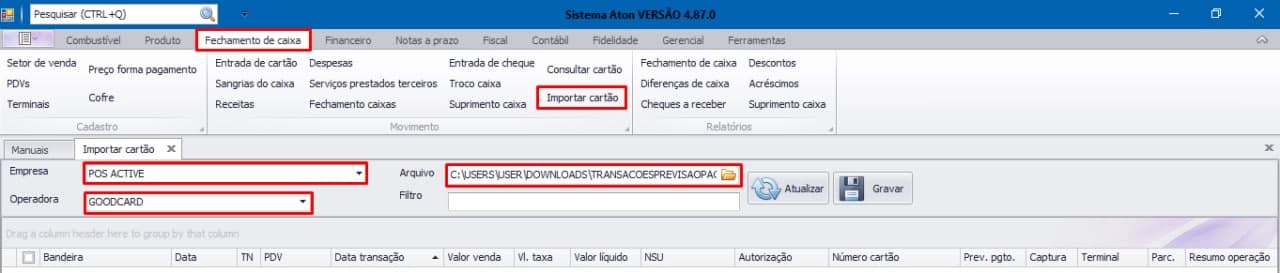 Pesquisar (CTRL+Q) Sistema Aton VERSÃO 4.87.0
Combustível Produto Fechamento de caixa Financeiro Notas a prazo Fiscal Contábil Fidelidade Gerencial Ferramentas
Setor de venda Preço forma pagamento Entrada de cartão Despesas Entrada de cheque Consultar cartão Fechamento de caixa Descontos
PDVs Sangrias do caixa Serviços prestados terceiros Troco caixa Diferenças de caixa Acréscimos
Terminais Cofre Receitas Fechamento caixas Suprimento caixa Importar cartão Cheques a receber Suprimento caixa
Cadastro Movimento Relatórios
Manuais Importar cartão
Empresa POS ACTIVE Arquivo C:\USERS\USER\DOWNLOADS\TRANSACOESPREVISAOPAG
Operadora GOODCARD Filtro Atualizar Gravar
Drag a column header here to group by that column
Bandeira Data TN PDV Data transação Valor venda Vl. taxa Valor líquido NSU Autorização Número cartão Prev. pgto. Captura Terminal Parc. Resumo operação